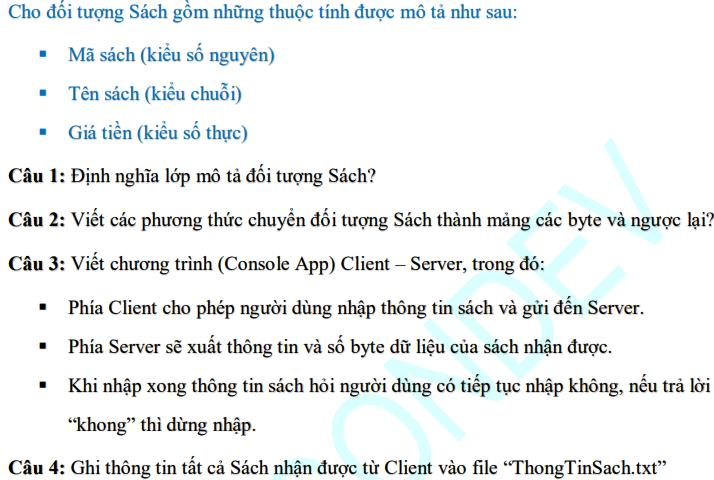 Cho đối tượng Sách gồm những thuộc tính được mô tả như sau:
▪ Mã sách (kiểu số nguyên)
▪ Tên sách (kiểu chuỗi)
▪ Giá tiền (kiểu số thực)
Câu 1: Định nghĩa lớp mô tả đối tượng Sách?
Câu 2: Viết các phương thức chuyển đối tượng Sách thành mảng các byte và ngược lại?
Câu 3: Viết chương trình (Console App) Client – Server, trong đó:
▪ Phía Client cho phép người dùng nhập thông tin sách và gửi đến Server.
▪ Phía Server sẽ xuất thông tin và số byte dữ liệu của sách nhận được.
▪ Khi nhập xong thông tin sách hỏi người dùng có tiếp tục nhập không, nếu trả lời
“khong” thì dừng nhập.
Câu 4: Ghi thông tin tất cả Sách nhận được từ Client vào file “ThongTinSach.txt”
ONDEV